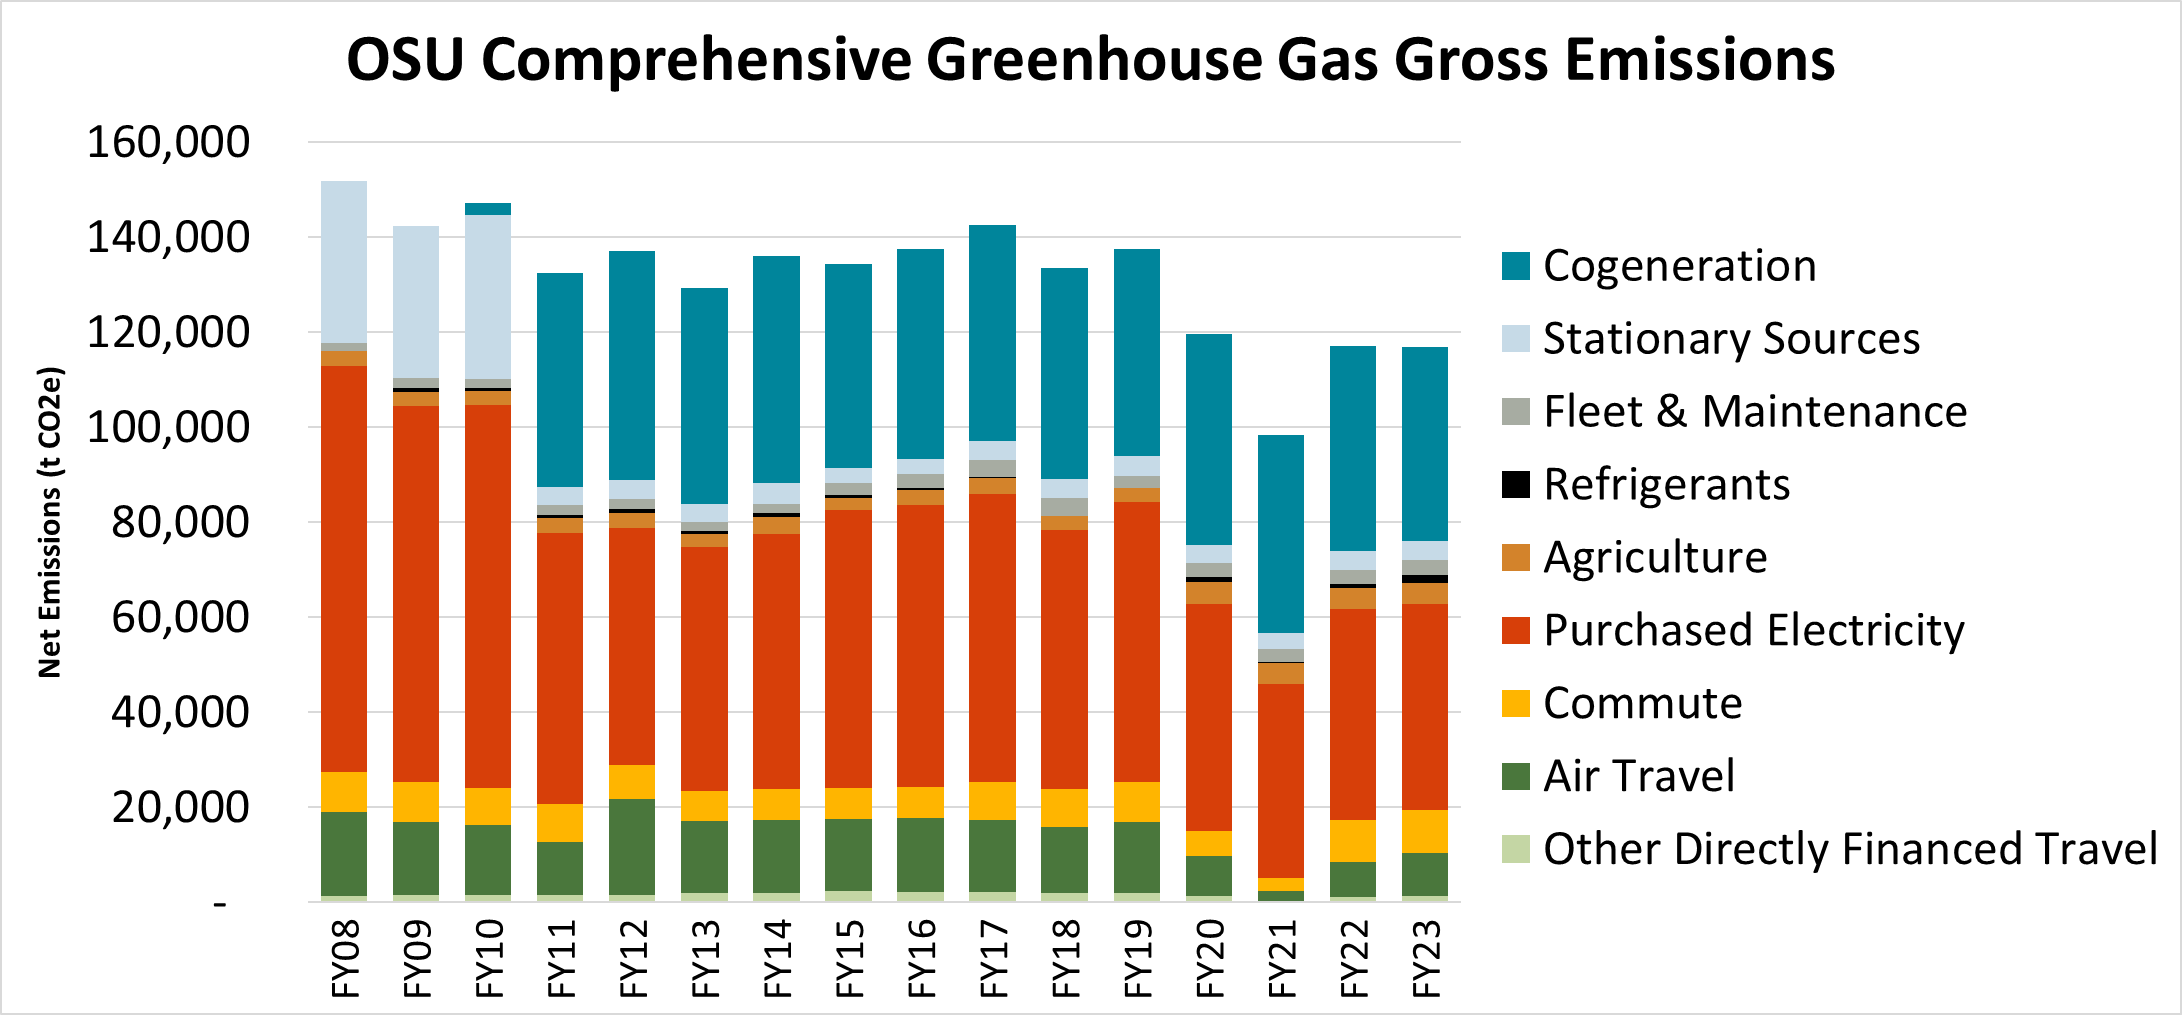 OSU Comprehensive Greenhouse Gas Gross Emissions
Net Emissions (t CO2e)
160,000
140,000
120,000
100,000
80,000
60,000
40,000
20,000
-
FY08
FY09
FY10
FY11
FY12
FY13
FY14
FY15
FY16
FY17
FY18
FY19
FY20
FY21
FY22
FY23
Cogeneration
Stationary Sources
Fleet & Maintenance
Refrigerants
Agriculture
Purchased Electricity
Commute
Air Travel
Other Directly Financed Travel